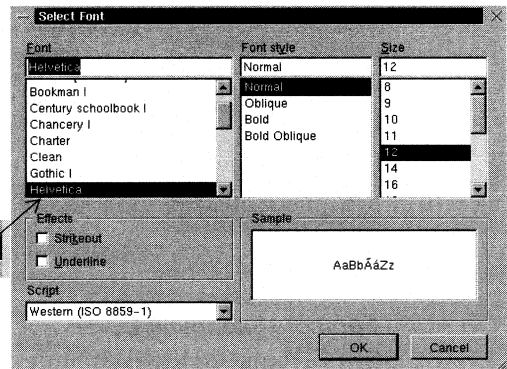 Select Font
Font
Helvetica
Bookman l
Century schoolbook l
Chancery l
Charter
Clean
Gothic l
Helvetica
Font style
Normal
Normal
Oblique
Bold
Bold Oblique
Size
12
8
9
10
11
12
14
16
Effects
Strikeout
Underline
Sample
AaBbÃáZz
Script
Western (ISO 8859-1)
OK
Cancel